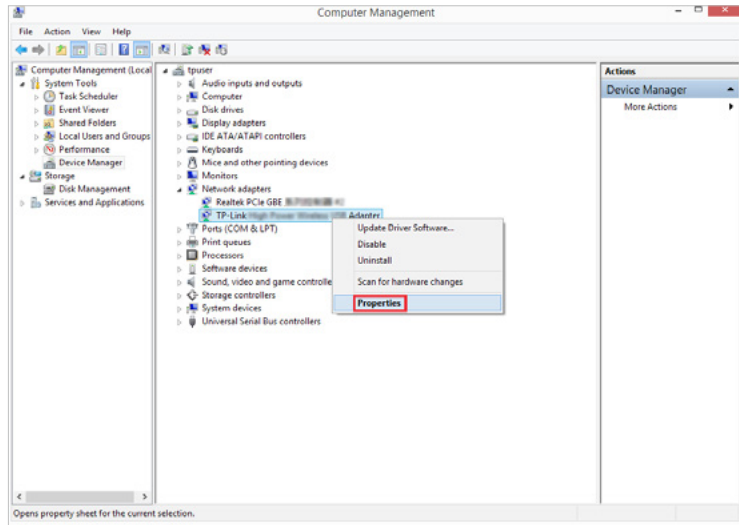 Computer Management
File Action View Help
Computer Management (Local
System Tools
Task Scheduler
Event Viewer
Shared Folders
Local Users and Groups
Performance
Device Manager
Storage
Disk Management
Services and Applications
tpuser
Audio inputs and outputs
Computer
Disk drives
Display adapters
IDE ATA/ATAPI controllers
Keyboards
Mice and other pointing devices
Monitors
Network adapters
Realtek PCIe GBE
TP-Link Adapter
Ports (COM & LPT)
Print queues
Processors
Software devices
Sound, video and game controlle
Storage controllers
System devices
Universal Serial Bus controllers
Update Driver Software...
Disable
Uninstall
Scan for hardware changes
Properties
Actions
Device Manager
More Actions
Opens property sheet for the current selection.